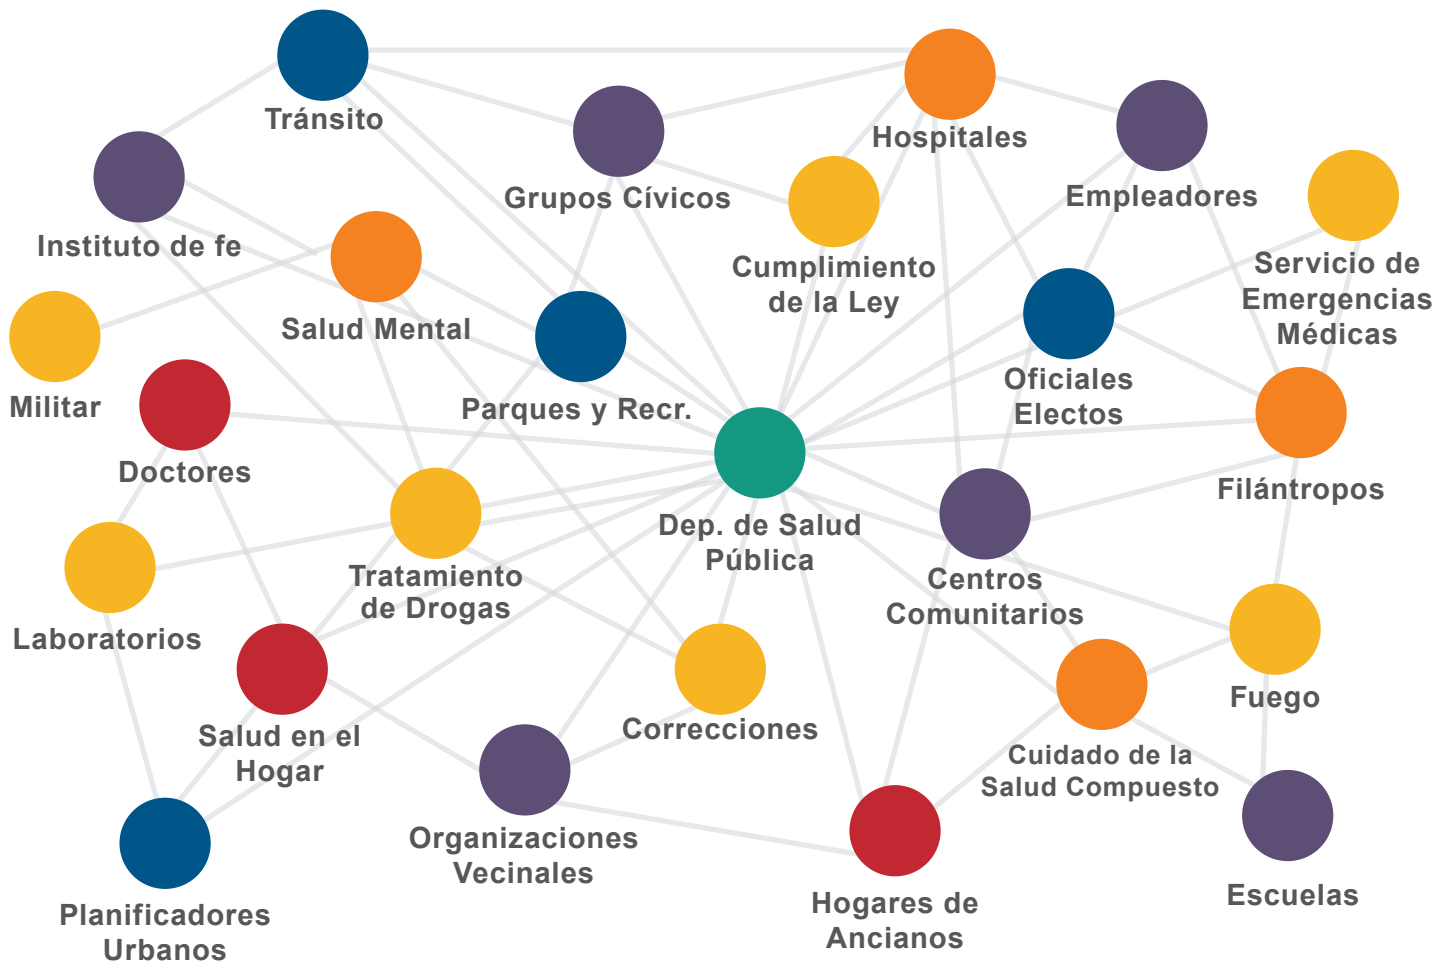 Tránsito
Hospitales
Grupos Cívicos
Empleadores
Instituto de fe
Cumplimiento
de la Ley
Servicio de
Emergencias
Médicas
Salud Mental
Militar
Parques y Recr.
Oficiales
Electos
Doctores
Filántropos
Dep. de Salud
Pública
Tratamiento
de Drogas
Centros
Comunitarios
Laboratorios
Fuego
Salud en el
Hogar
Correcciones
Cuidado de la
Salud Compuesto
Organizaciones
Vecinales
Hogares de
Ancianos
Escuelas
Planificadores
Urbanos